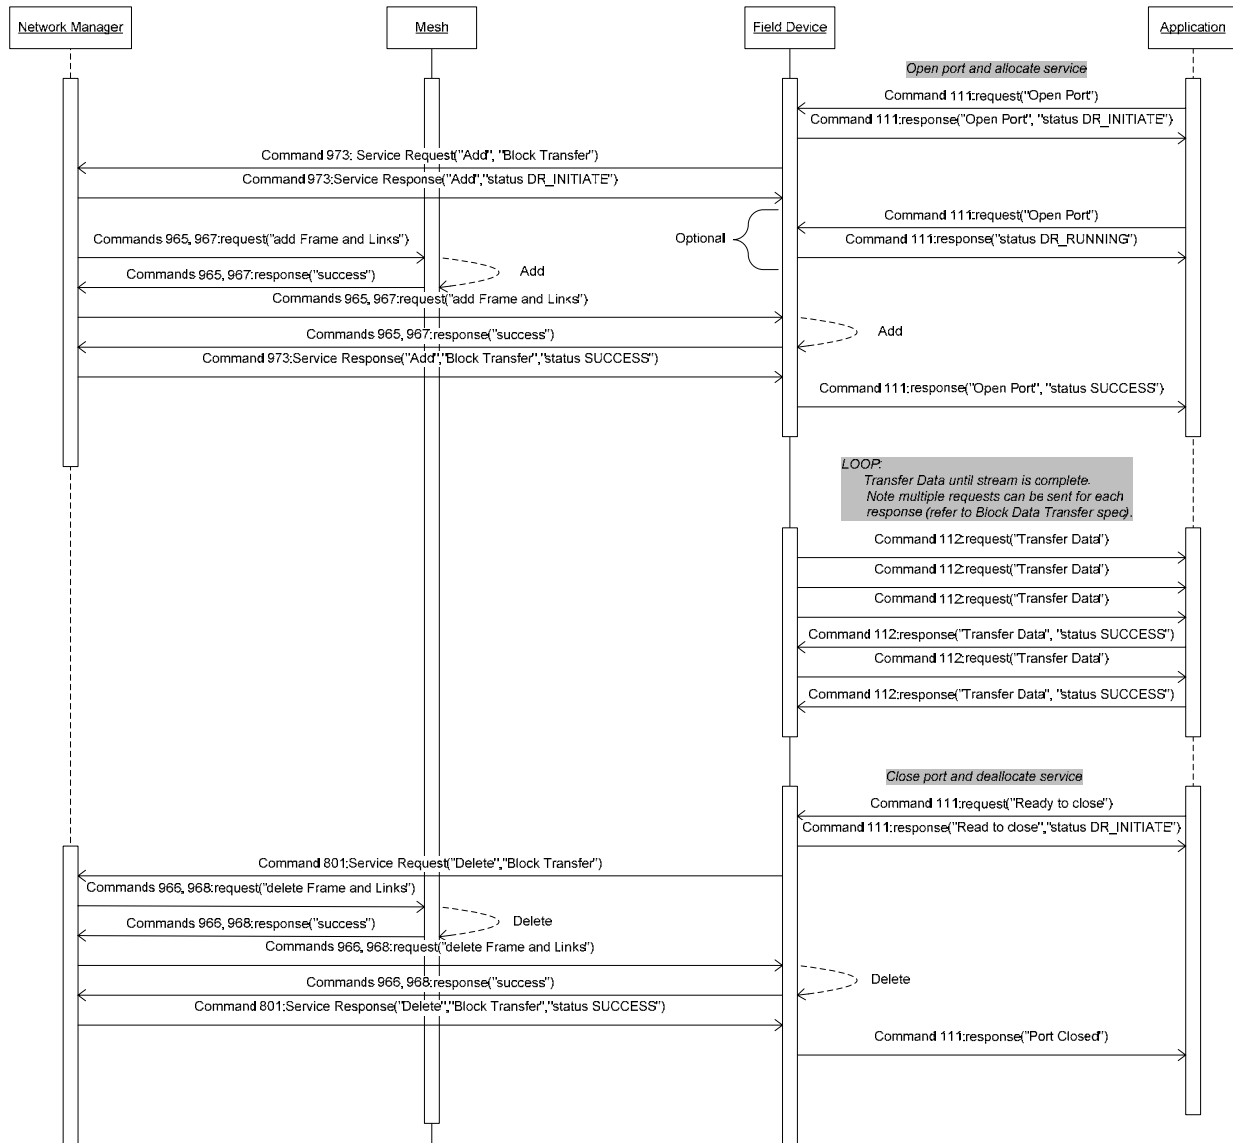 Network Manager
Mesh
Field Device
Application
Open port and allocate service
Command 111:request("Open Port")
Command 111:response("Open Port", "status DR_INITIATE")
Command 973: Service Request("Add", "Block Transfer")
Command 973:Service Response("Add","status DR_INITIATE")
Command 111:request("Open Port")
Optional
Commands 965, 967:request("add Frame and Links")
Command 111:response("status DR_RUNNING")
Add
Commands 965, 967:response("success")
Commands 965, 967:request("add Frame and Links")
Add
Commands 965, 967:response("success")
Command 973:Service Response("Add","Block Transfer","status SUCCESS")
Command 111:response("Open Port", "status SUCCESS")
LOOP:
Transfer Data until stream is complete.
Note multiple requests can be sent for each
response (refer to Block Data Transfer spec).
Command 112:request("Transfer Data")
Command 112:request("Transfer Data")
Command 112:request("Transfer Data")
Command 112:response("Transfer Data", "status SUCCESS")
Command 112:request("Transfer Data")
Command 112:response("Transfer Data", "status SUCCESS")
Close port and deallocate service
Command 111:request("Ready to close")
Command 111:response("Read to close","status DR_INITIATE")
Command 801:Service Request("Delete","Block Transfer")
Commands 966, 968:request("delete Frame and Links")
Delete
Commands 966, 968:response("success")
Commands 966, 968:request("delete Frame and Links")
Delete
Commands 966, 968:response("success")
Command 801:Service Response("Delete","Block Transfer","status SUCCESS")
Command 111:response("Port Closed")